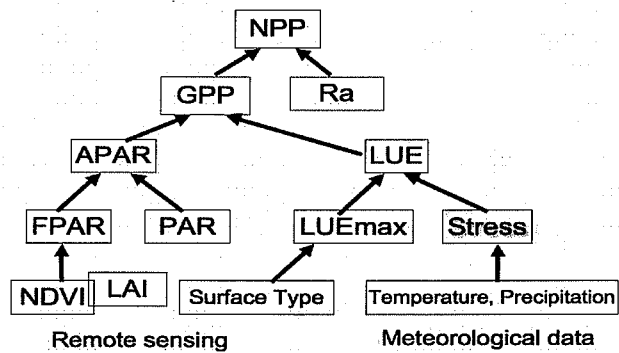 NPP
GPP
Ra
APAR
LUE
FPAR
PAR
LUEmax
Stress
NDVI
LAI
Surface Type
Temperature, Precipitation
Remote sensing
Meteorological data